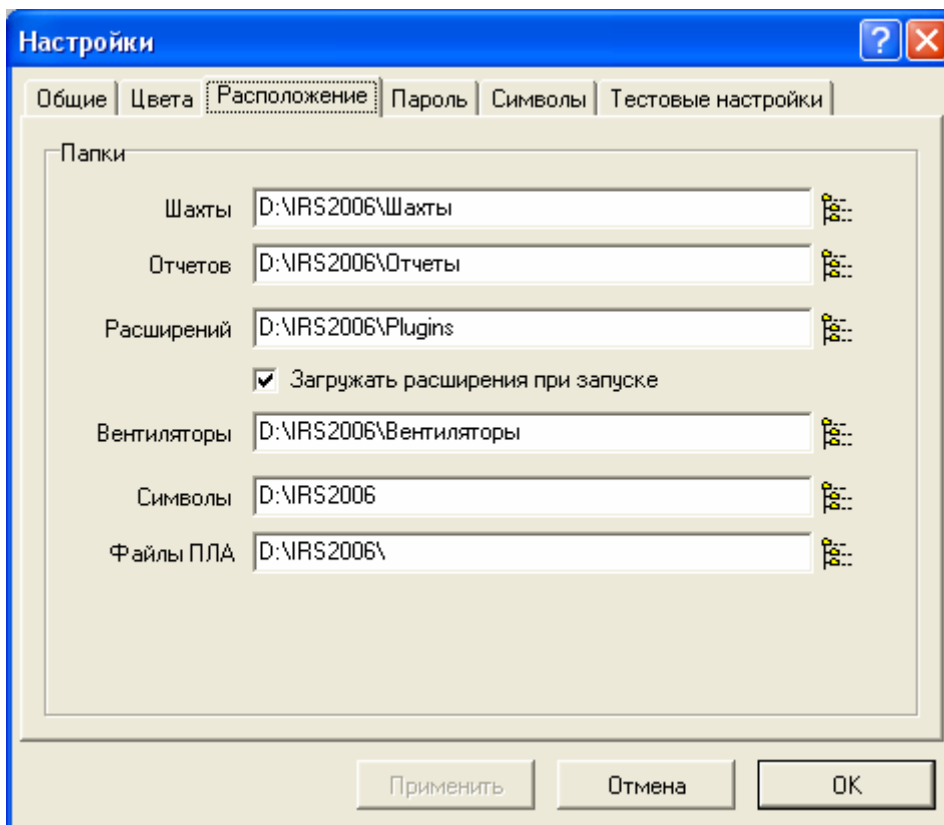 Настройки
Общие Цвета Расположение Пароль Символы Тестовые настройки
Папки
Шахты D:\IRS2006\Шахты
Отчетов D:\IRS2006\Отчеты
Расширений D:\IRS2006\Plugins
Загружать расширения при запуске
Вентиляторы D:\IRS2006\Вентиляторы
Символы D:\IRS2006
Файлы ПЛА D:\IRS2006\
Применить Отмена OK